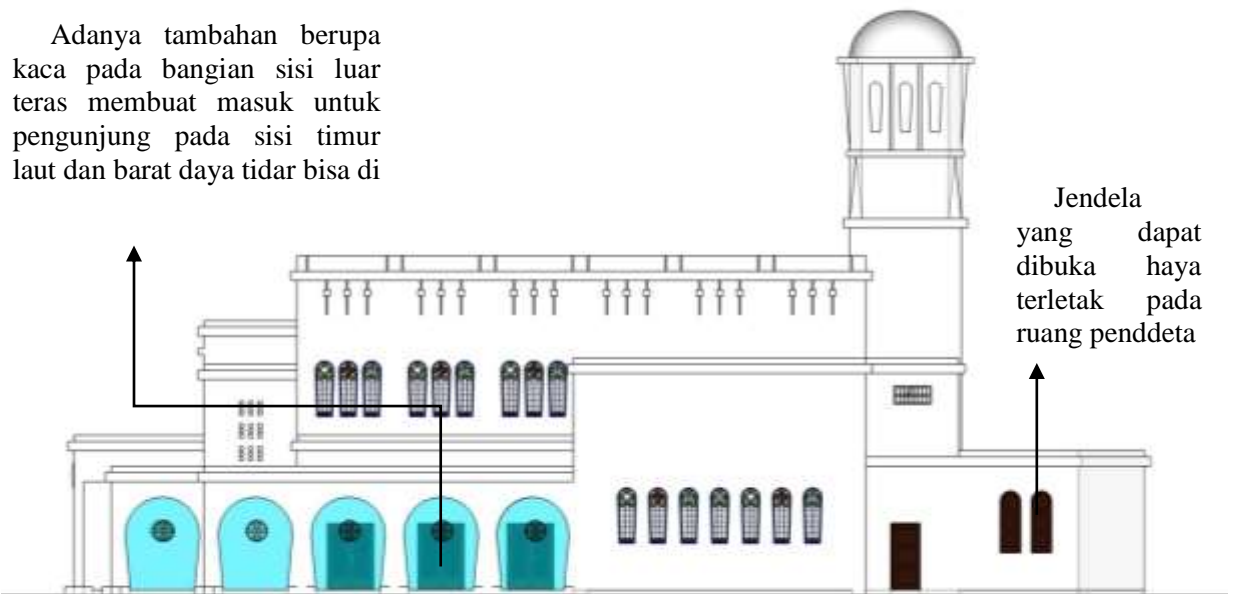 Adanya tambahan berupa
kaca pada bangian sisi luar
teras membuat masuk untuk
pengunjung pada sisi timur
laut dan barat daya tidar bisa di
Jendela
yang dapat
dibuka haya
terletak pada
ruang penddeta